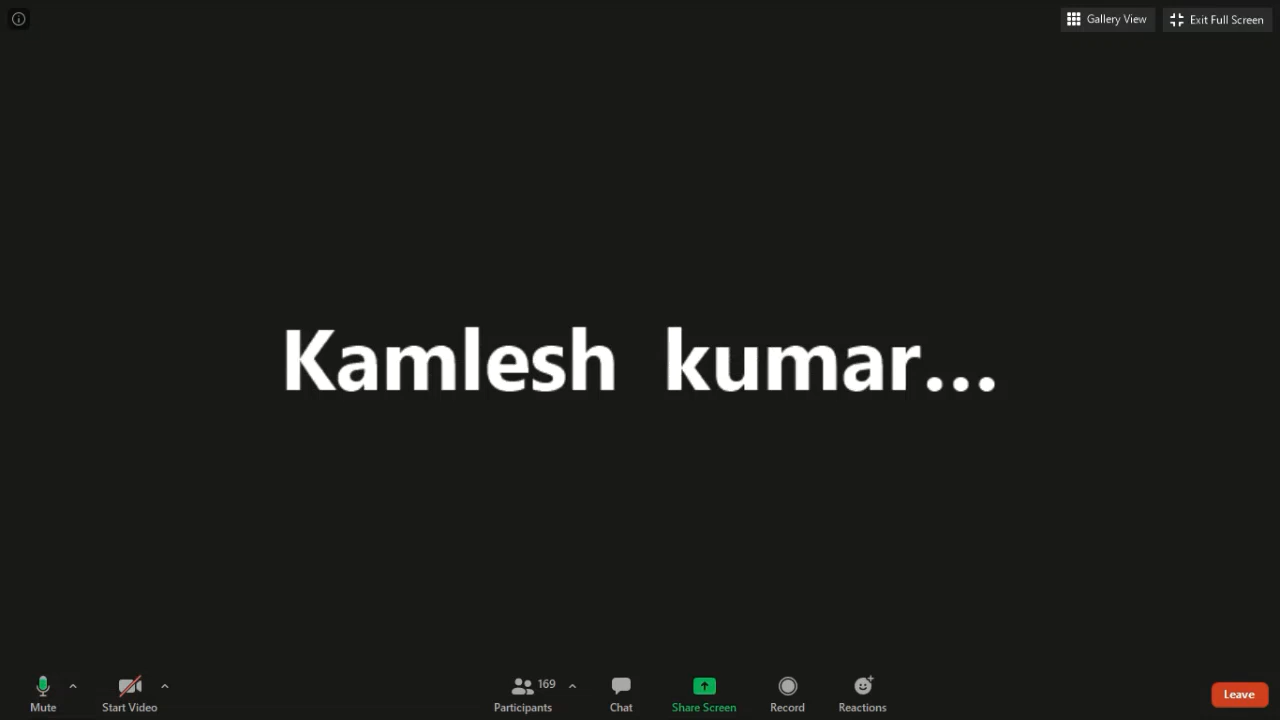 Gallery View Exit Full Screen
Kamlesh kumar...
169
Mute Start Video Participants Chat Share Screen Record Reactions Leave